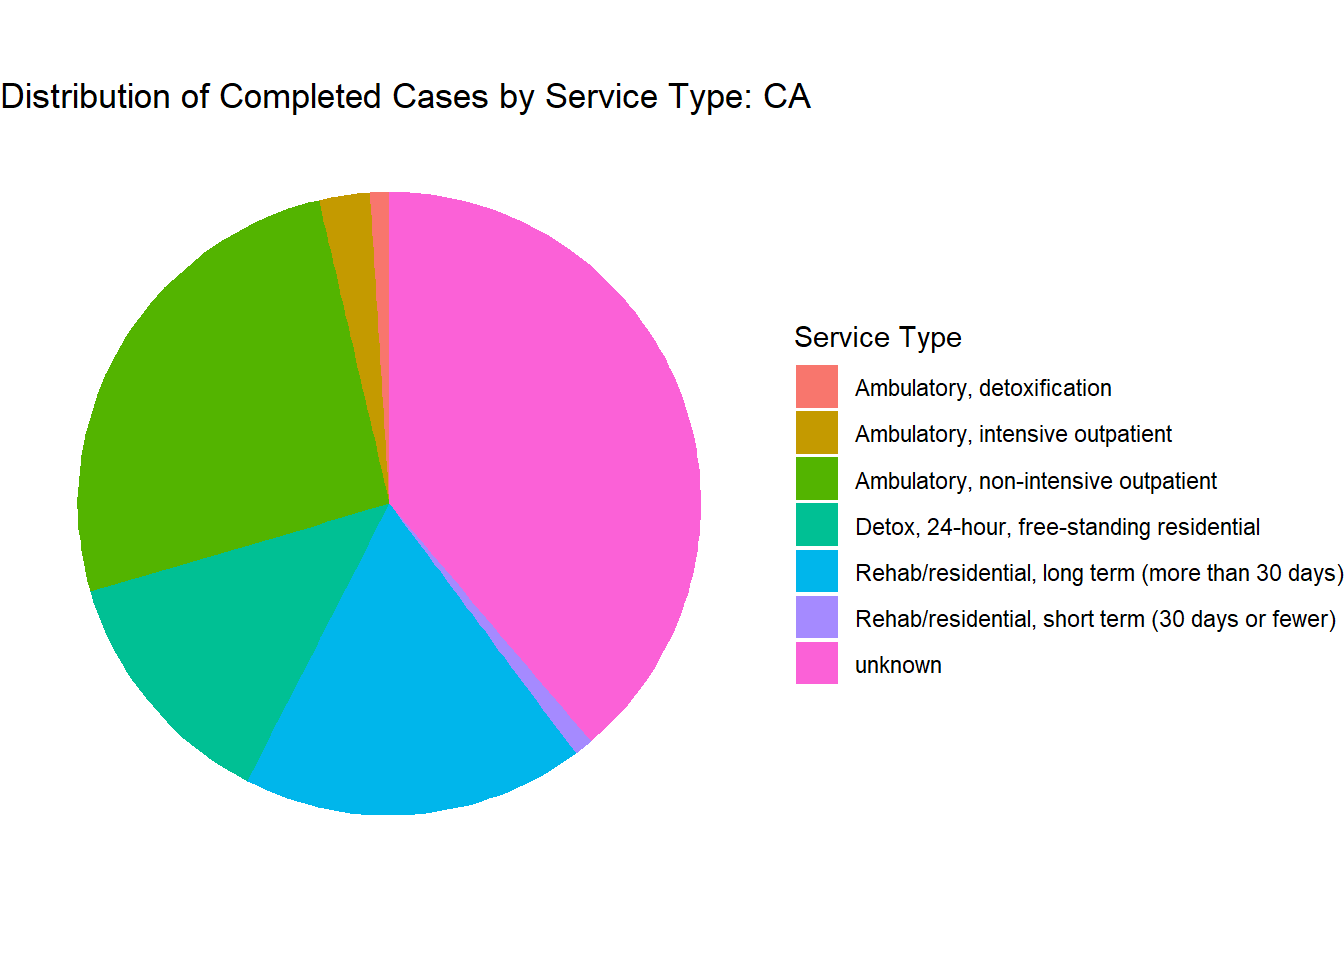 Distribution of Completed Cases by Service Type: CA
Service Type
Ambulatory, detoxification
Ambulatory, intensive outpatient
Ambulatory, non-intensive outpatient
Detox, 24-hour, free-standing residential
Rehab/residential, long term (more than 30 days)
Rehab/residential, short term (30 days or fewer)
unknown